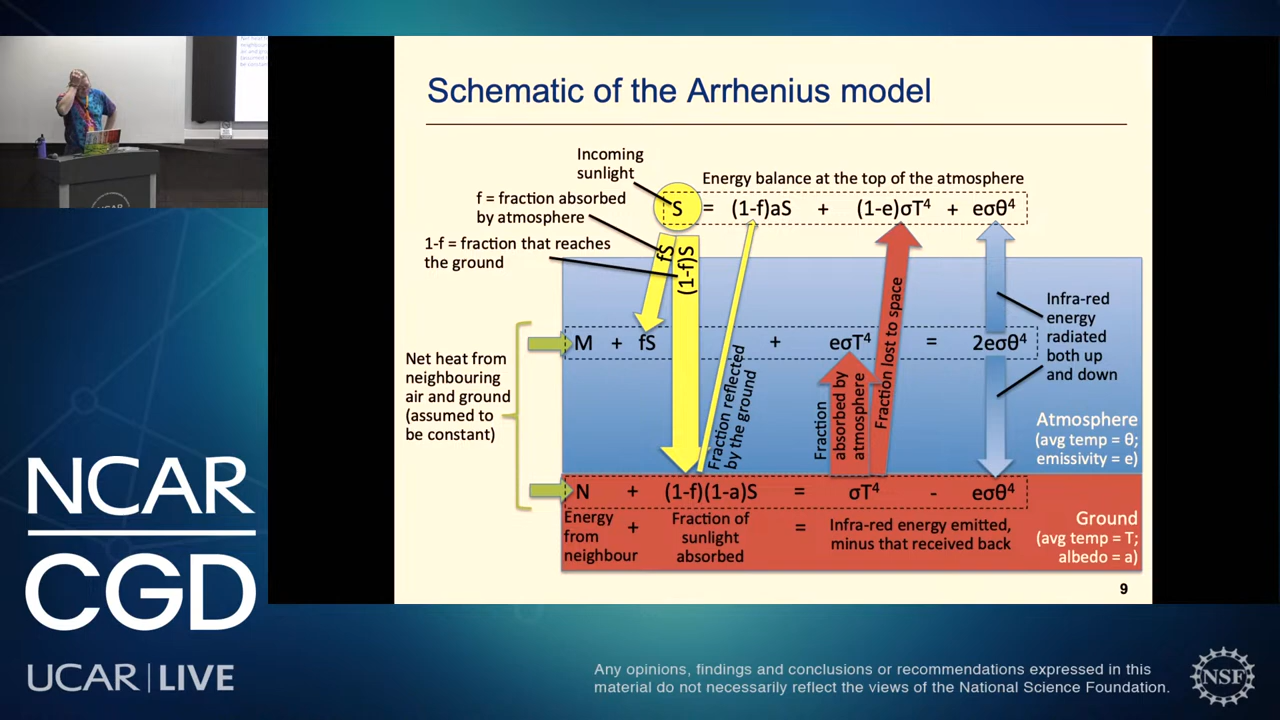 Schematic of the Arrhenius model
Incoming
sunlight
Energy balance at the top of the atmosphere
f = fraction absorbed
by atmosphere
S = (1-f)aS + (1-e)σT⁴ + eσθ⁴
1-f = fraction that reaches
the ground
fS
(1-f)S
Fraction reflected
by the ground
Fraction
absorbed by
atmosphere
Fraction lost to space
Infra-red
energy
radiated
both up
and down
M + fS + eσT⁴ = 2eσθ⁴
Net heat from
neighbouring
air and ground
(assumed to
be constant)
Atmosphere
(avg temp = θ;
emissivity = e)
N + (1-f)(1-a)S = σT⁴ - eσθ⁴
Energy
from
neighbour
+
Fraction of
sunlight
absorbed
=
Infra-red energy emitted,
minus that received back
Ground
(avg temp = T;
albedo = a)
9
NCAR
CGD
UCAR | LIVE
Any opinions, findings and conclusions or recommendations expressed in this
material do not necessarily reflect the views of the National Science Foundation.
NSF
NCAR